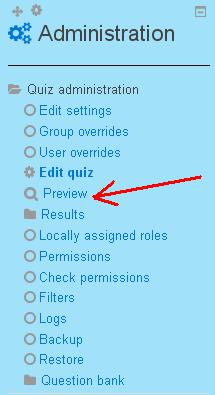 Administration
Quiz administration
Edit settings
Group overrides
User overrides
Edit quiz
Preview
Results
Locally assigned roles
Permissions
Check permissions
Filters
Logs
Backup
Restore
Question bank